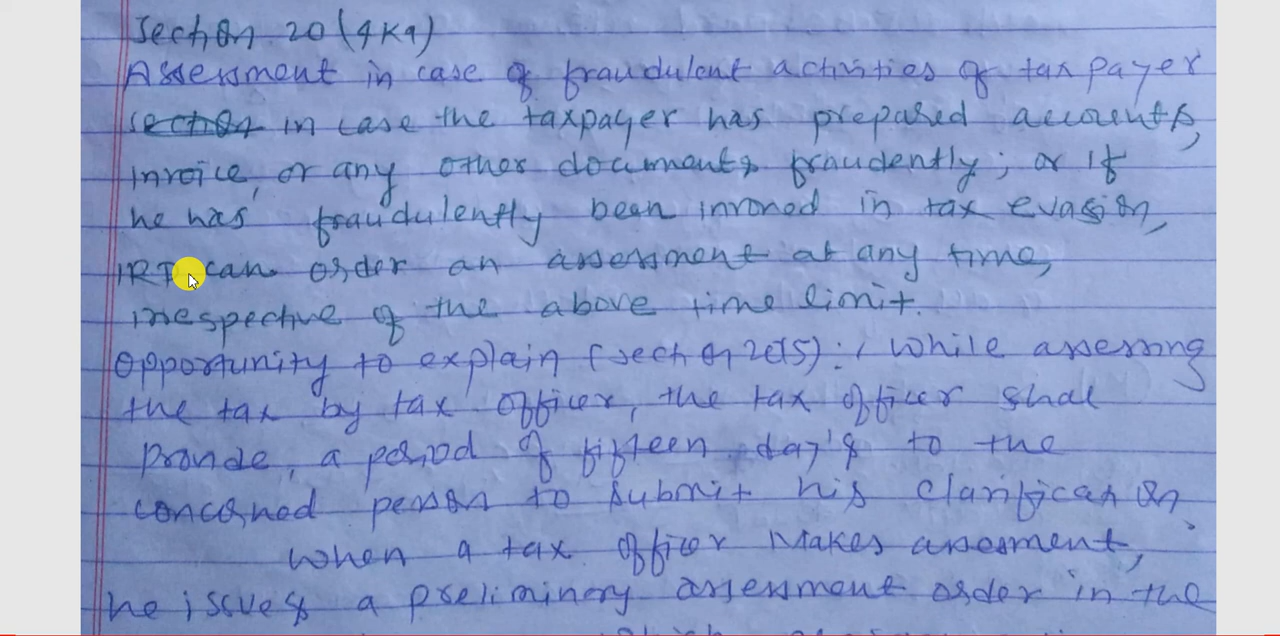 Section 20 (4Ka)
Assessment in case of fraudulent activities of tax payer
section in case the taxpayer has prepared accounts,
invoice, or any other documents fraudently; or if
he has fraudulently been invovled in tax evasion,
can order an assessment at any time,
irrespective of the above time limit.
Opportunity to explain (section 20(5): While assessing
the tax by tax officer, the tax officer shal
provide, a period of fifteen day's to the
concerned person to submit his clarification
When a tax officer Makes assesment,
he issues a preliminery assessment order in the